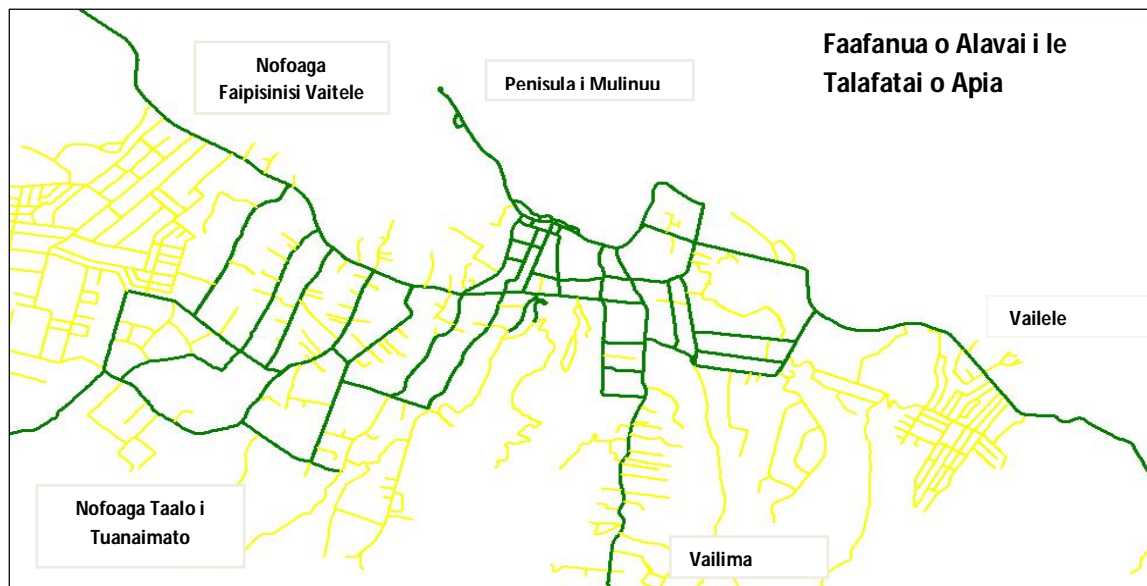 Faafanua o Alavai i le
Talafatai o Apia
Nofoaga
Faipisinisi Vaitele
Penisula i Mulinuu
Vailele
Nofoaga Taalo i
Tuanaimato
Vailima